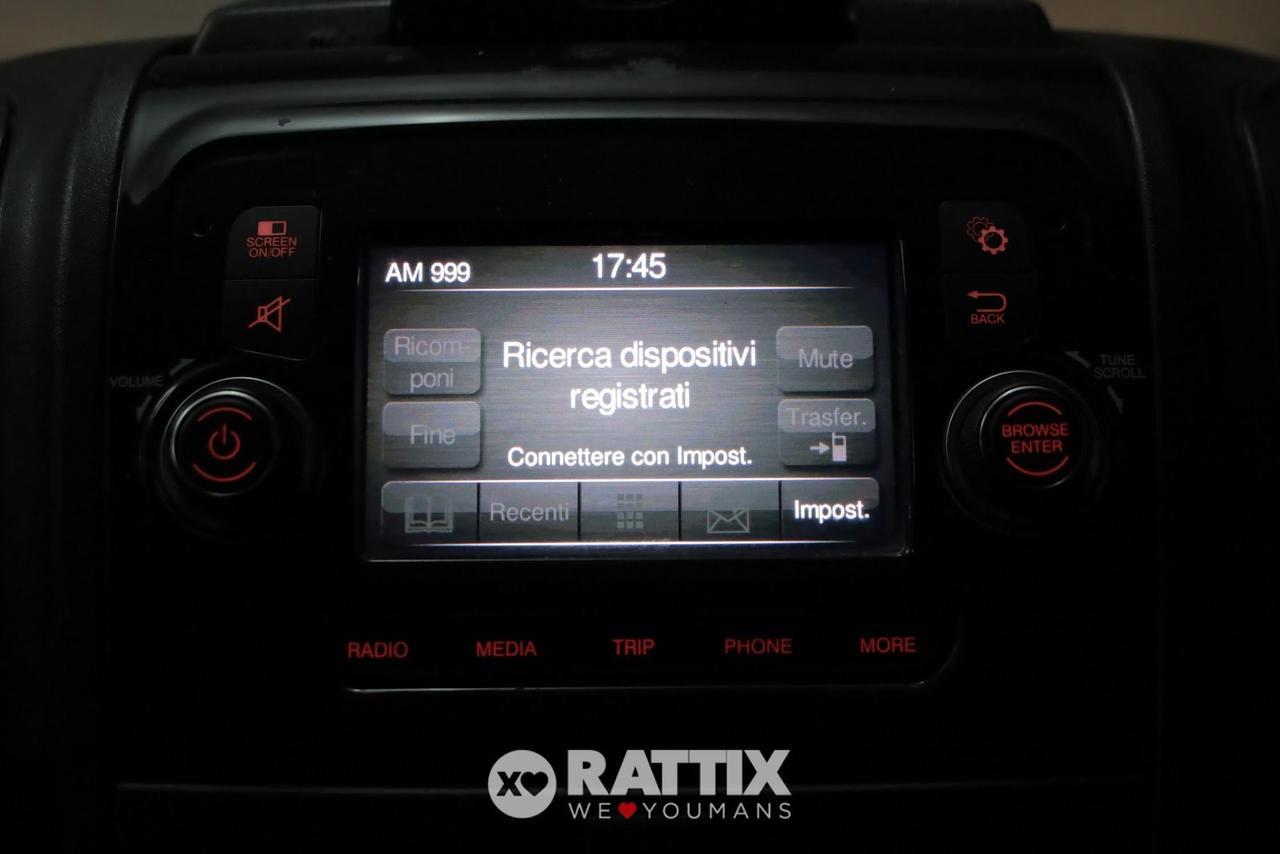 SCREEN
ON/OFF
AM 999
17:45
BACK
VOLUME
TUNE
SCROLL
Ricom-
poni
Ricerca dispositivi
registrati
Mute
Fine
Trasfer.
BROWSE
ENTER
Connettere con Impost.
Recenti
Impost.
RADIO MEDIA TRIP PHONE MORE
XO RATTIX
WE YOUMANS